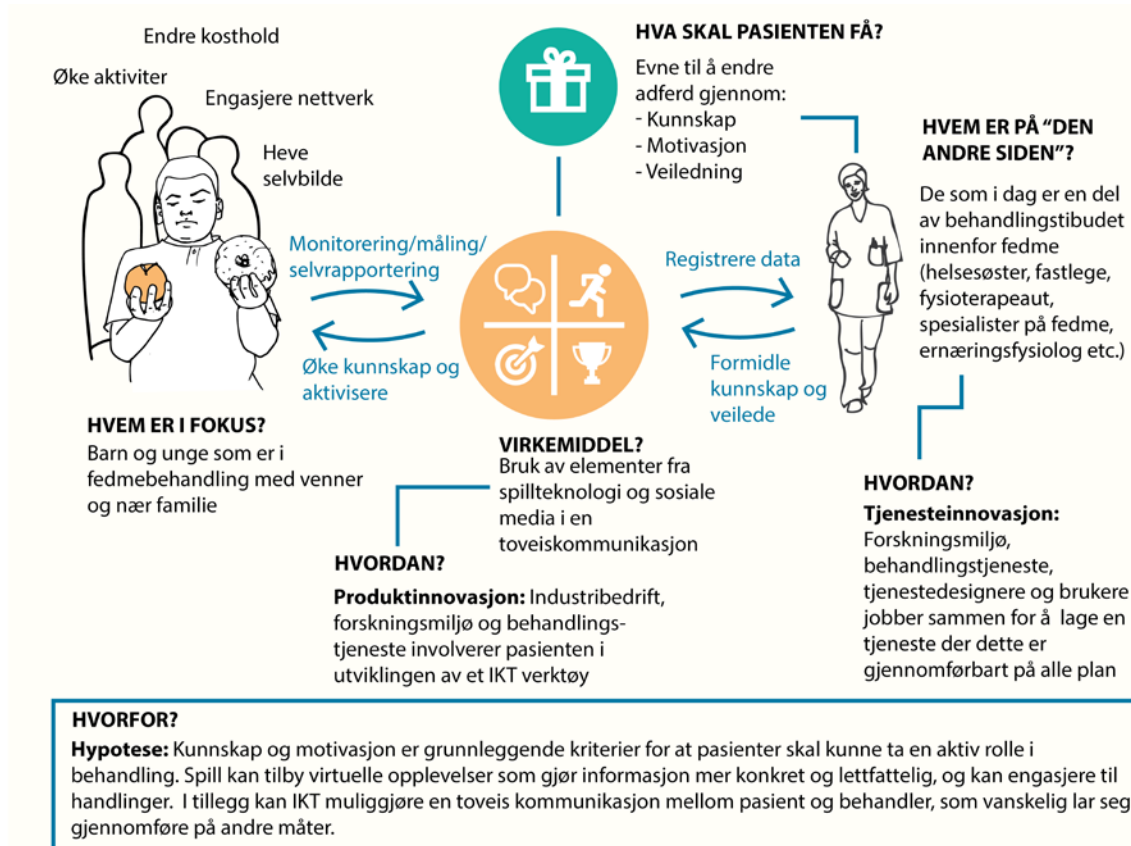 Endre kosthold
Øke aktiviter
Engasjere nettverk
Heve
selvbilde
Monitorering/måling/
selvrapportering
Øke kunnskap og
aktivisere
HVEM ER I FOKUS?
Barn og unge som er i
fedmebehandling med venner
og nær familie
HVA SKAL PASIENTEN FÅ?
Evne til å endre
adferd gjennom:
- Kunnskap
- Motivasjon
- Veiledning
Registrere data
Formidle
kunnskap og
veilede
VIRKEMIDDEL?
Bruk av elementer fra
spillteknologi og sosiale
media i en
toveiskommunikasjon
HVORDAN?
Produktinnovasjon: Industribedrift,
forskningsmiljø og behandlings-
tjeneste involverer pasienten i
utviklingen av et IKT verktøy
HVEM ER PÅ “DEN
ANDRE SIDEN”?
De som i dag er en del
av behandlingstibudet
innenfor fedme
(helsesøster, fastlege,
fysioterapeaut,
spesialister på fedme,
ernæringsfysiolog etc.)
HVORDAN?
Tjenesteinnovasjon:
Forskningsmiljø,
behandlingstjeneste,
tjenestedesignere og brukere
jobber sammen for å lage en
tjeneste der dette er
gjennomførbart på alle plan
HVORFOR?
Hypotese: Kunnskap og motivasjon er grunnleggende kriterier for at pasienter skal kunne ta en aktiv rolle i
behandling. Spill kan tilby virtuelle opplevelser som gjør informasjon mer konkret og lettfattelig, og kan engasjere til
handlinger. I tillegg kan IKT muliggjøre en toveis kommunikasjon mellom pasient og behandler, som vanskelig lar seg
gjennomføre på andre måter.